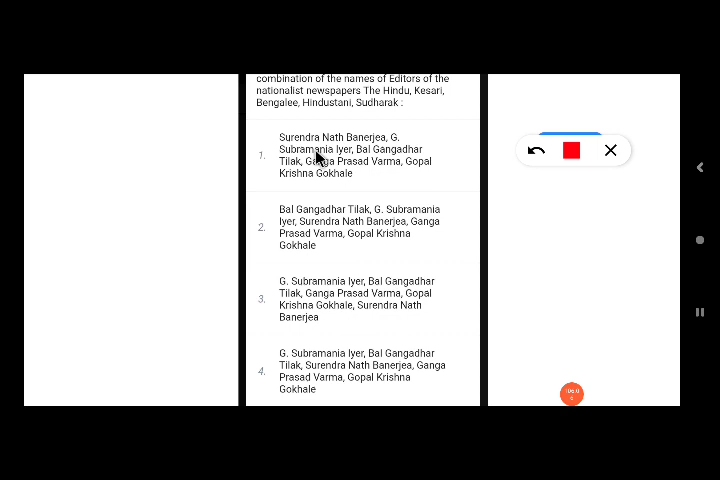 combination of the names of Editors of the
nationalist newspapers The Hindu, Kesari,
Bengalee, Hindustani, Sudharak :
1.
Surendra Nath Banerjea, G.
Subramania Iyer, Bal Gangadhar
Tilak, Ganga Prasad Varma, Gopal
Krishna Gokhale
2.
Bal Gangadhar Tilak, G. Subramania
Iyer, Surendra Nath Banerjea, Ganga
Prasad Varma, Gopal Krishna
Gokhale
3.
G. Subramania Iyer, Bal Gangadhar
Tilak, Ganga Prasad Varma, Gopal
Krishna Gokhale, Surendra Nath
Banerjea
4.
G. Subramania Iyer, Bal Gangadhar
Tilak, Surendra Nath Banerjea, Ganga
Prasad Varma, Gopal Krishna
Gokhale